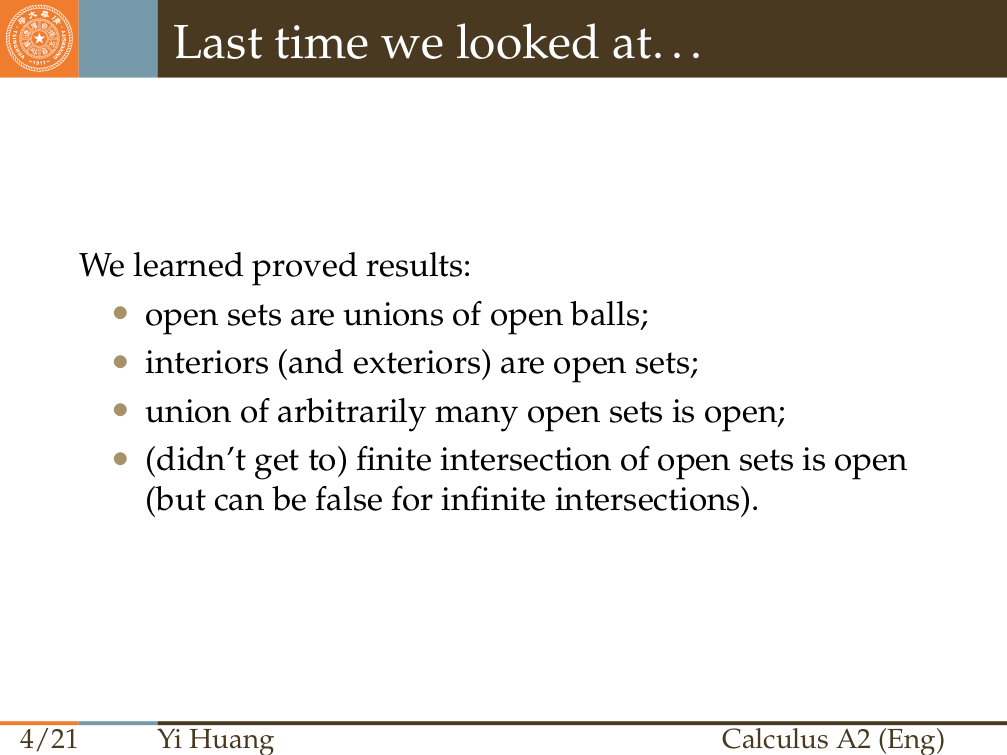 Last time we looked at. . .
We learned proved results:
• open sets are unions of open balls;
• interiors (and exteriors) are open sets;
• union of arbitrarily many open sets is open;
• (didn’t get to) finite intersection of open sets is open
(but can be false for infinite intersections).
4/21 Yi Huang Calculus A2 (Eng)